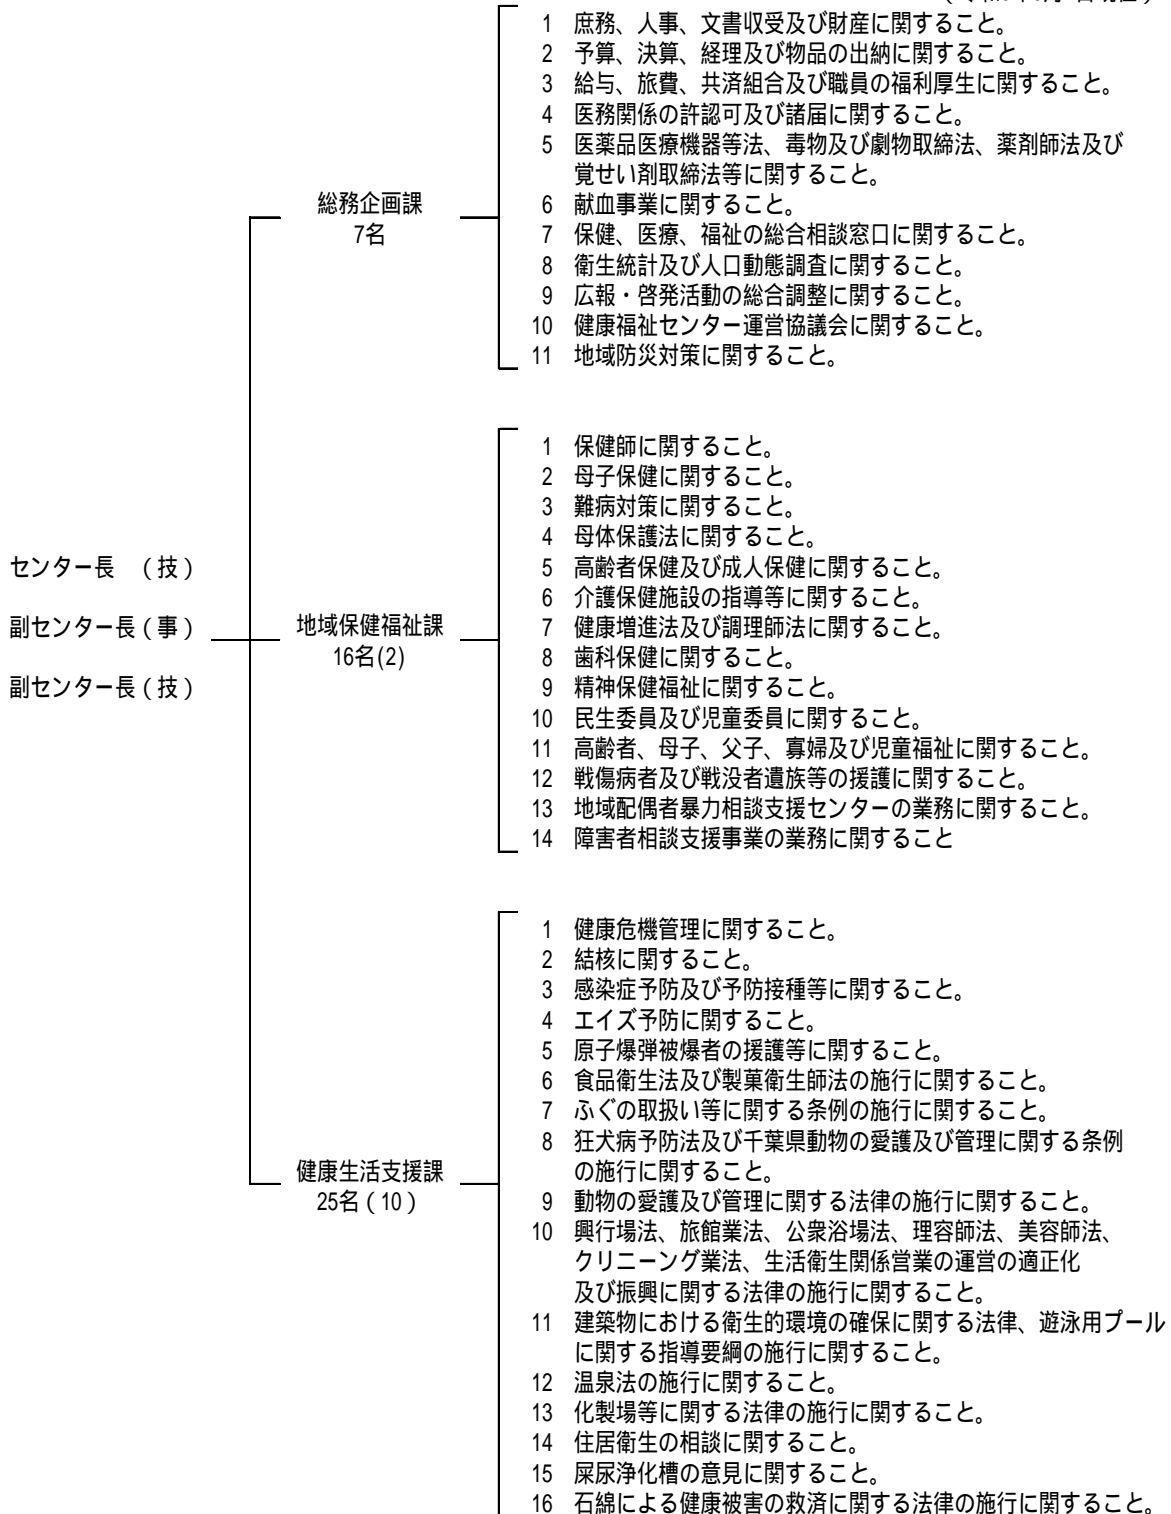 1 庶務、人事、文書収受及び財産に関すること。
2 予算、決算、経理及び物品の出納に関すること。
3 給与、旅費、共済組合及び職員の福利厚生に関すること。
4 医務関係の許認可及び諸届に関すること。
5 医薬品医療機器等法、毒物及び劇物取締法、薬剤師法及び
覚せい剤取締法等に関すること。
総務企画課
7名
6 献血事業に関すること。
7 保健、医療、福祉の総合相談窓口に関すること。
8 衛生統計及び人口動態調査に関すること。
9 広報・啓発活動の総合調整に関すること。
10 健康福祉センター運営協議会に関すること。
11 地域防災対策に関すること。
センター長 (技)
副センター長(事)
副センター長(技)
地域保健福祉課
16名(2)
1 保健師に関すること。
2 母子保健に関すること。
3 難病対策に関すること。
4 母体保護法に関すること。
5 高齢者保健及び成人保健に関すること。
6 介護保健施設の指導等に関すること。
7 健康増進法及び調理師法に関すること。
8 歯科保健に関すること。
9 精神保健福祉に関すること。
10 民生委員及び児童委員に関すること。
11 高齢者、母子、父子、寡婦及び児童福祉に関すること。
12 戦傷病者及び戦没者遺族等の援護に関すること。
13 地域配偶者暴力相談支援センターの業務に関すること。
14 障害者相談支援事業の業務に関すること
健康生活支援課
25名(10)
1 健康危機管理に関すること。
2 結核に関すること。
3 感染症予防及び予防接種等に関すること。
4 エイズ予防に関すること。
5 原子爆弾被爆者の援護等に関すること。
6 食品衛生法及び製菓衛生師法の施行に関すること。
7 ふぐの取扱い等に関する条例の施行に関すること。
8 狂犬病予防法及び千葉県動物の愛護及び管理に関する条例
の施行に関すること。
9 動物の愛護及び管理に関する法律の施行に関すること。
10 興行場法、旅館業法、公衆浴場法、理容師法、美容師法、
クリーニング業法、生活衛生関係営業の運営の適正化
及び振興に関する法律の施行に関すること。
11 建築物における衛生的環境の確保に関する法律、遊泳用プール
に関する指導要綱の施行に関すること。
12 温泉法の施行に関すること。
13 化製場等に関する法律の施行に関すること。
14 住居衛生の相談に関すること。
15 屎尿浄化槽の意見に関すること。
16 石綿による健康被害の救済に関する法律の施行に関すること。